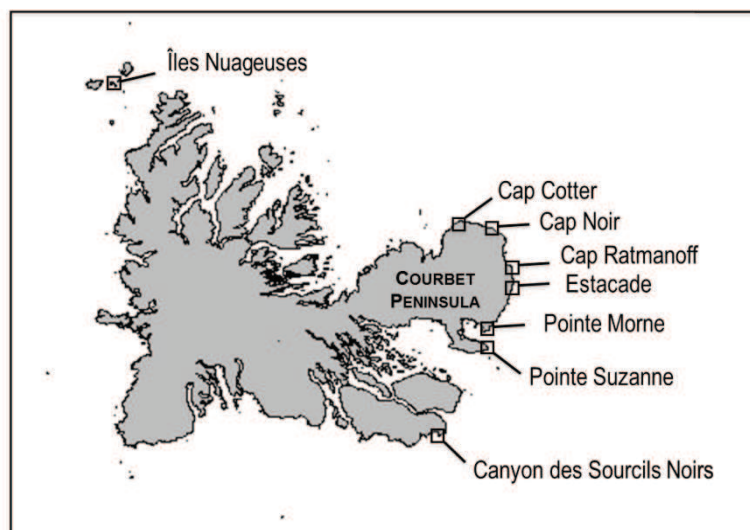 Îles Nuageuses
Cap Cotter
Cap Noir
Cap Ratmanoff
COURBET
PENINSULA
Estacade
Pointe Morne
Pointe Suzanne
Canyon des Sourcils Noirs